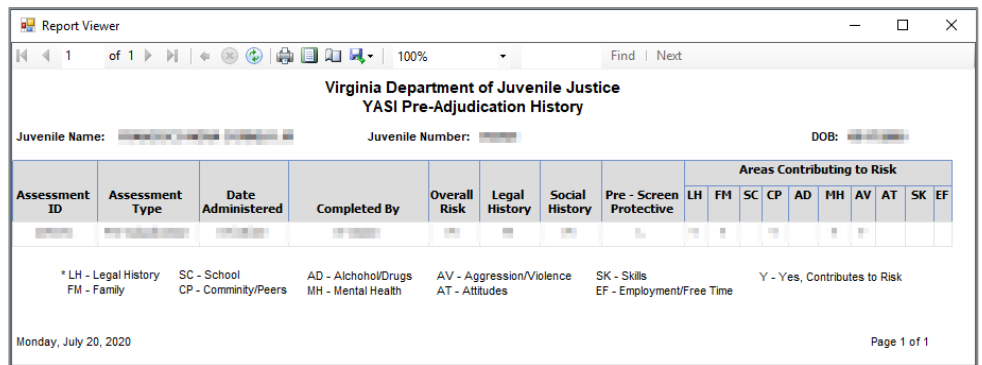 Report Viewer
1 of 1 100% Find | Next
Virginia Department of Juvenile Justice
YASI Pre-Adjudication History
Juvenile Name: Juvenile Number: DOB:
Areas Contributing to Risk
Assessment ID Assessment Type Date Administered Completed By Overall Risk Legal History Social History Pre - Screen Protective LH FM SC CP AD MH AV AT SK EF
* LH - Legal History SC - School AD - Alchohol/Drugs AV - Aggression/Violence SK - Skills Y - Yes, Contributes to Risk
FM - Family CP - Comminity/Peers MH - Mental Health AT - Attitudes EF - Employment/Free Time
Monday, July 20, 2020 Page 1 of 1